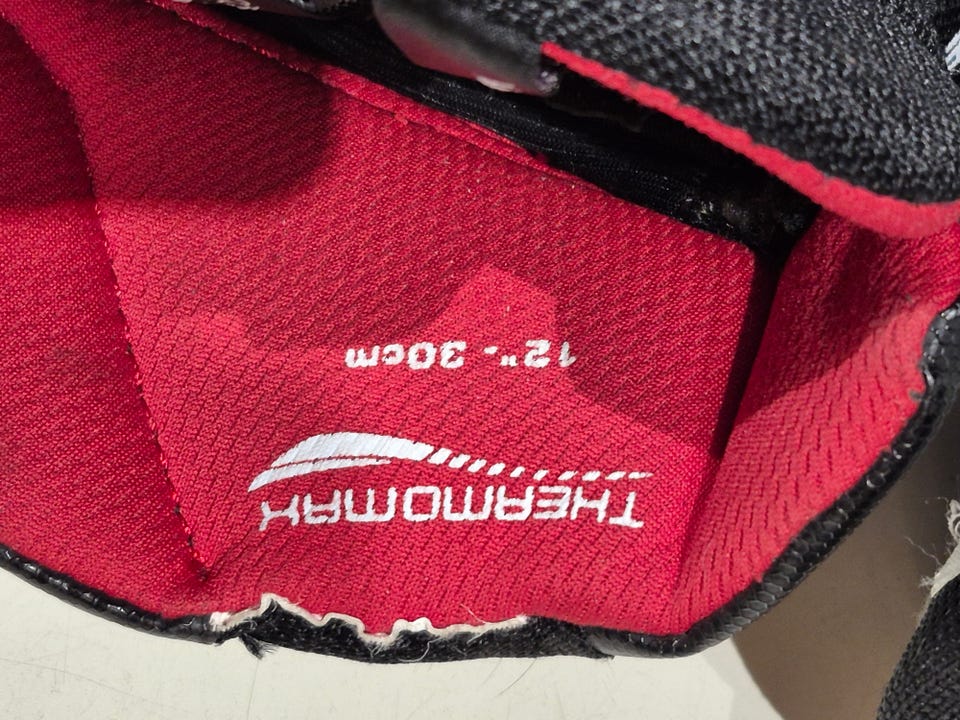 THERMOMAX
12" - 30cm